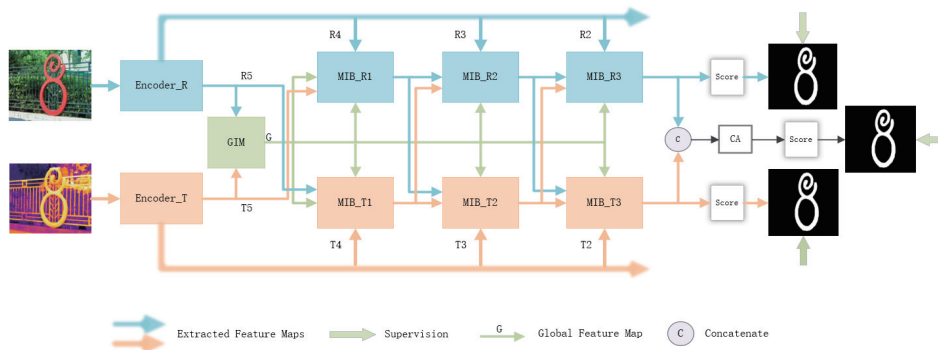 R4 R3 R2
Encoder_R R5 MIB_R1 MIB_R2 MIB_R3 Score
GIM G C CA Score
Encoder_T T5 MIB_T1 MIB_T2 MIB_T3 Score
T4 T3 T2
Extracted Feature Maps Supervision G Global Feature Map C Concatenate